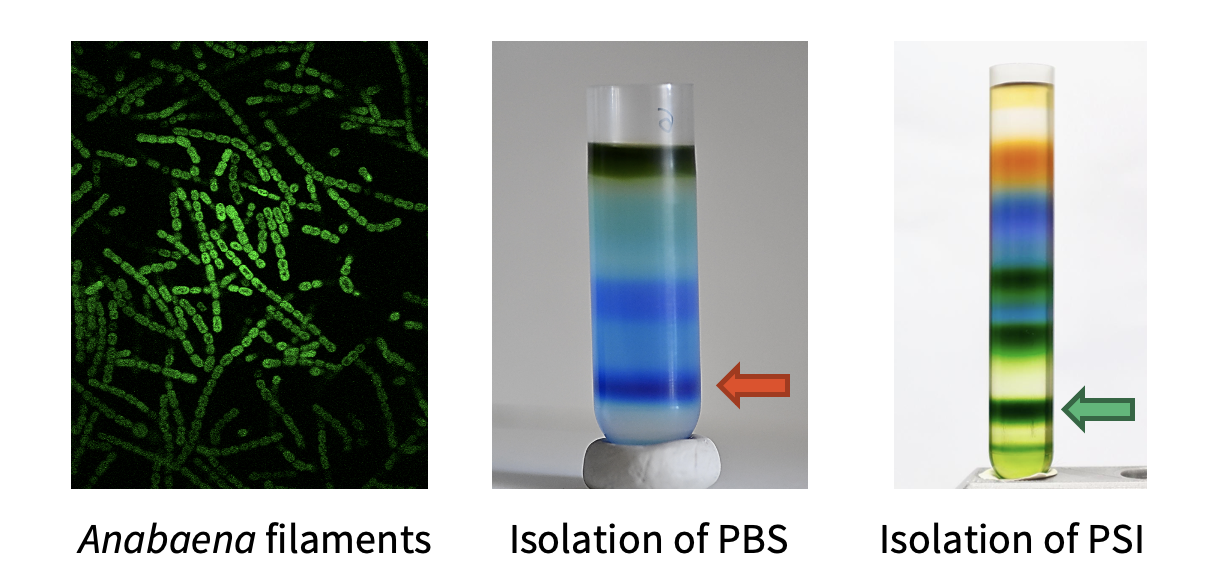 Anabaena filaments
Isolation of PBS
Isolation of PSI